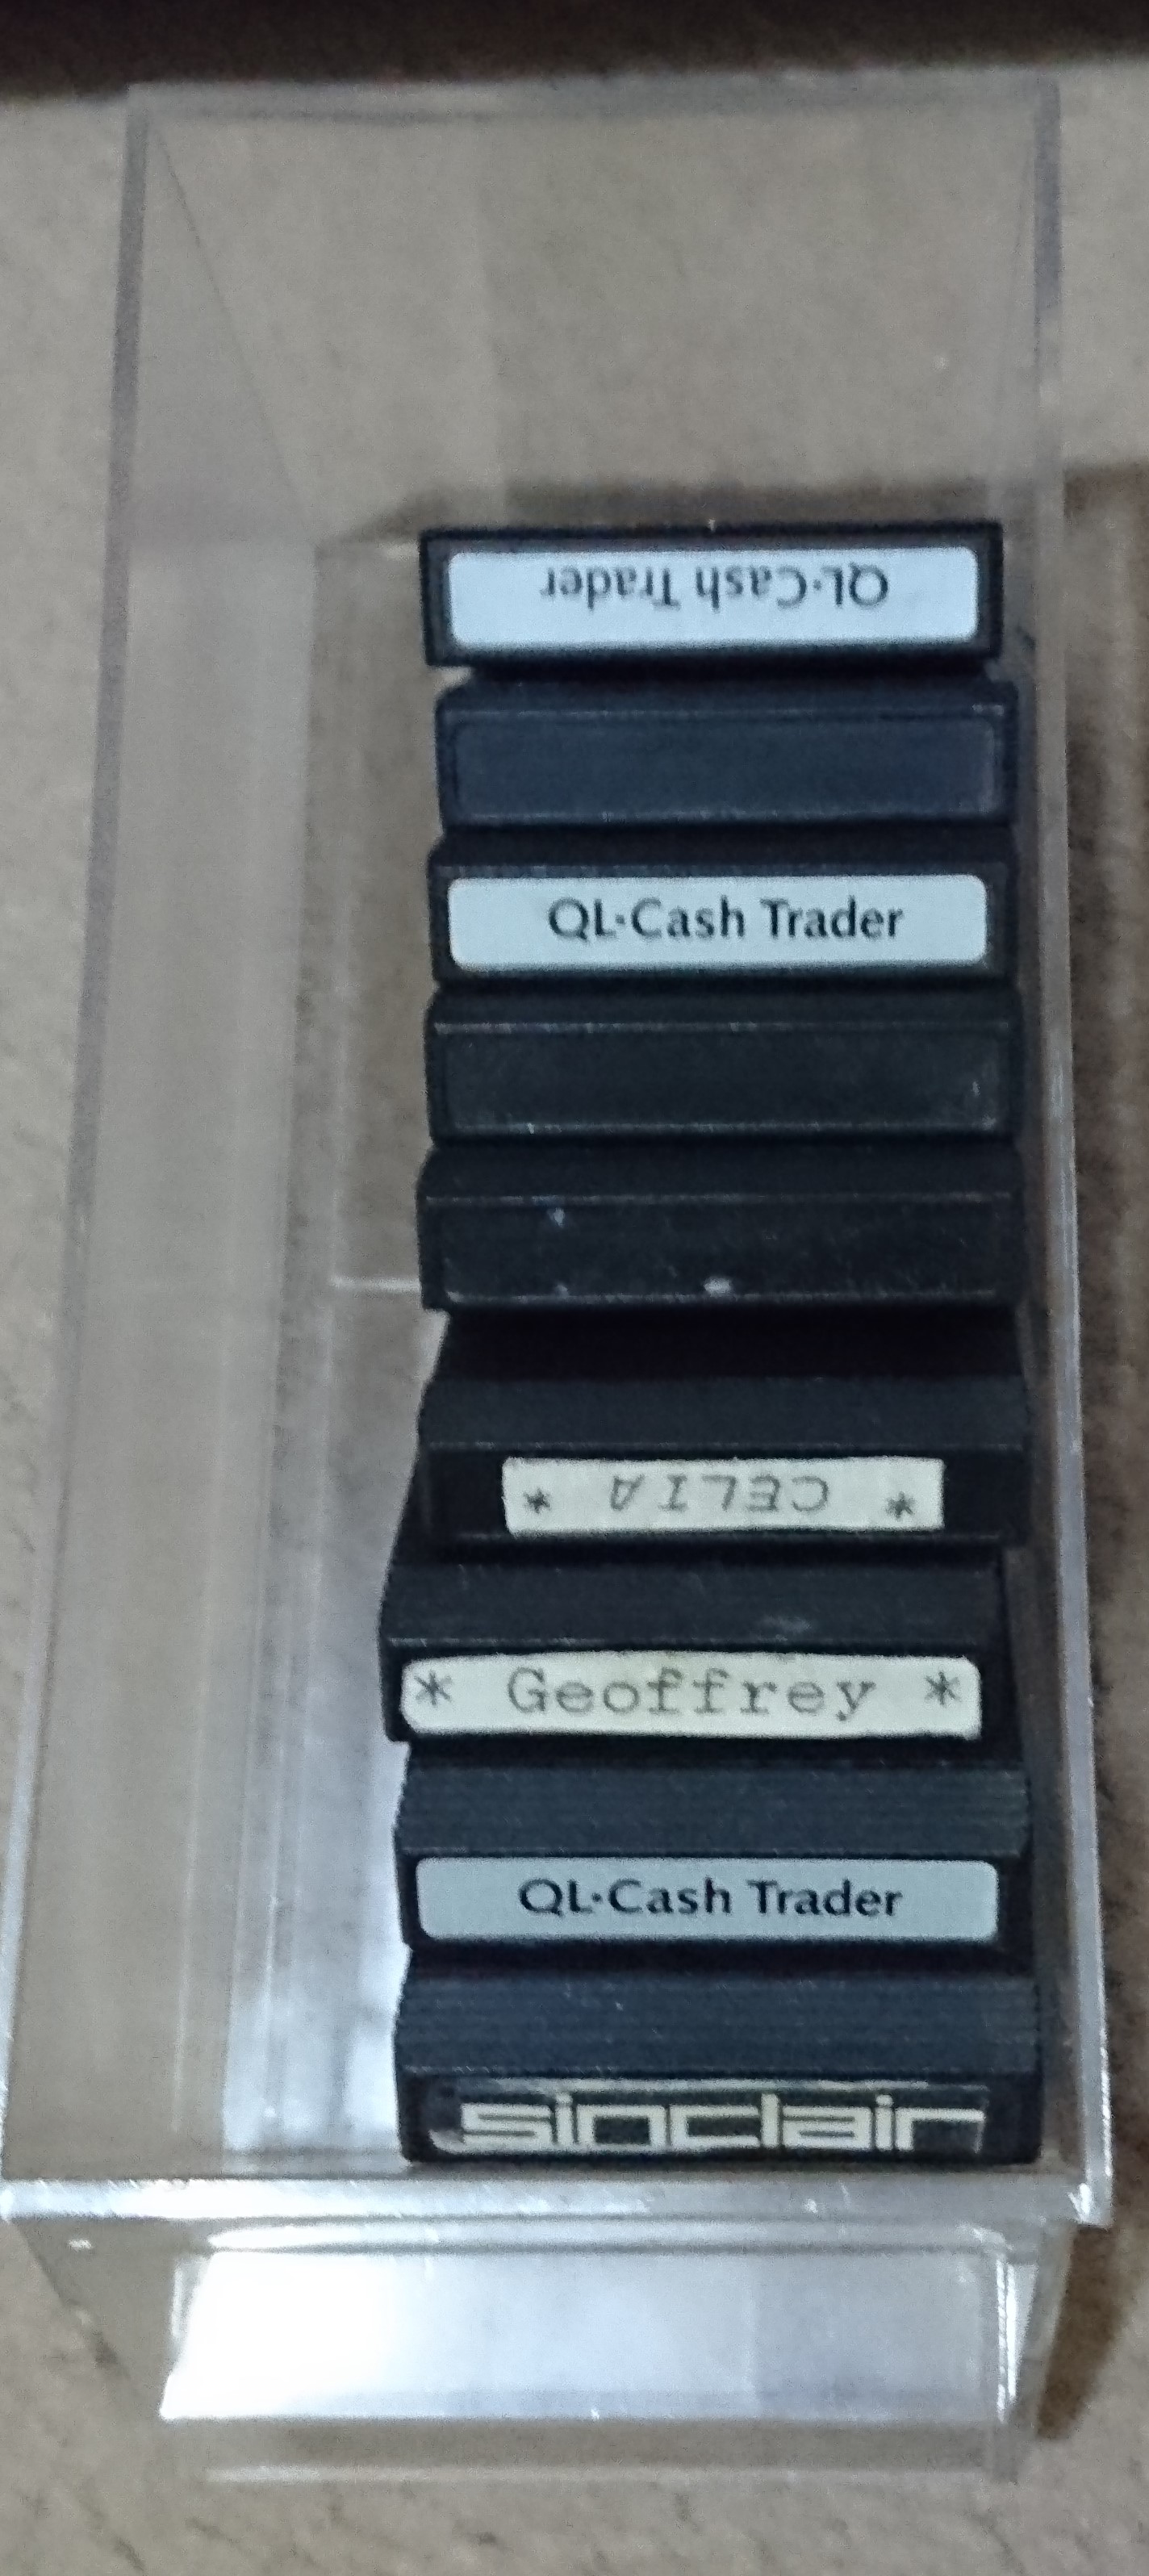 QL·Cash Trader
QL·Cash Trader
* CELIA *
* Geoffrey *
QL·Cash Trader
sinclair